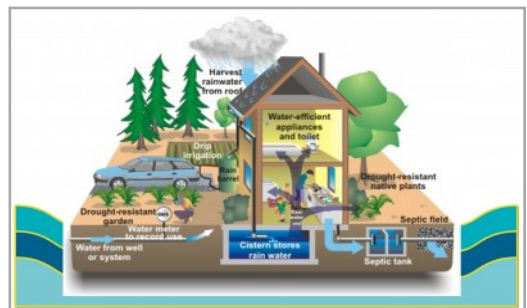 Harvest
rainwater
from roof
Water-efficient
appliances
and toilet
Drip
irrigation
Rain
barrel
Drought-resistant
native plants
Drought-resistant
garden
Water meter
to record use
Water from well
or system
Cistern stores
rain water
Septic field
Septic tank